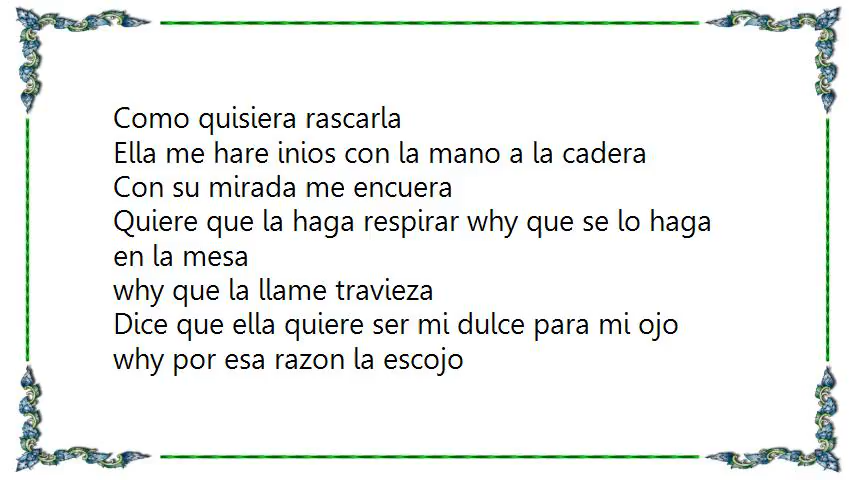 Como quisiera rascarla
Ella me hare inios con la mano a la cadera
Con su mirada me encuera
Quiere que la haga respirar why que se lo haga
en la mesa
why que la llame travieza
Dice que ella quiere ser mi dulce para mi ojo
why por esa razon la escojo